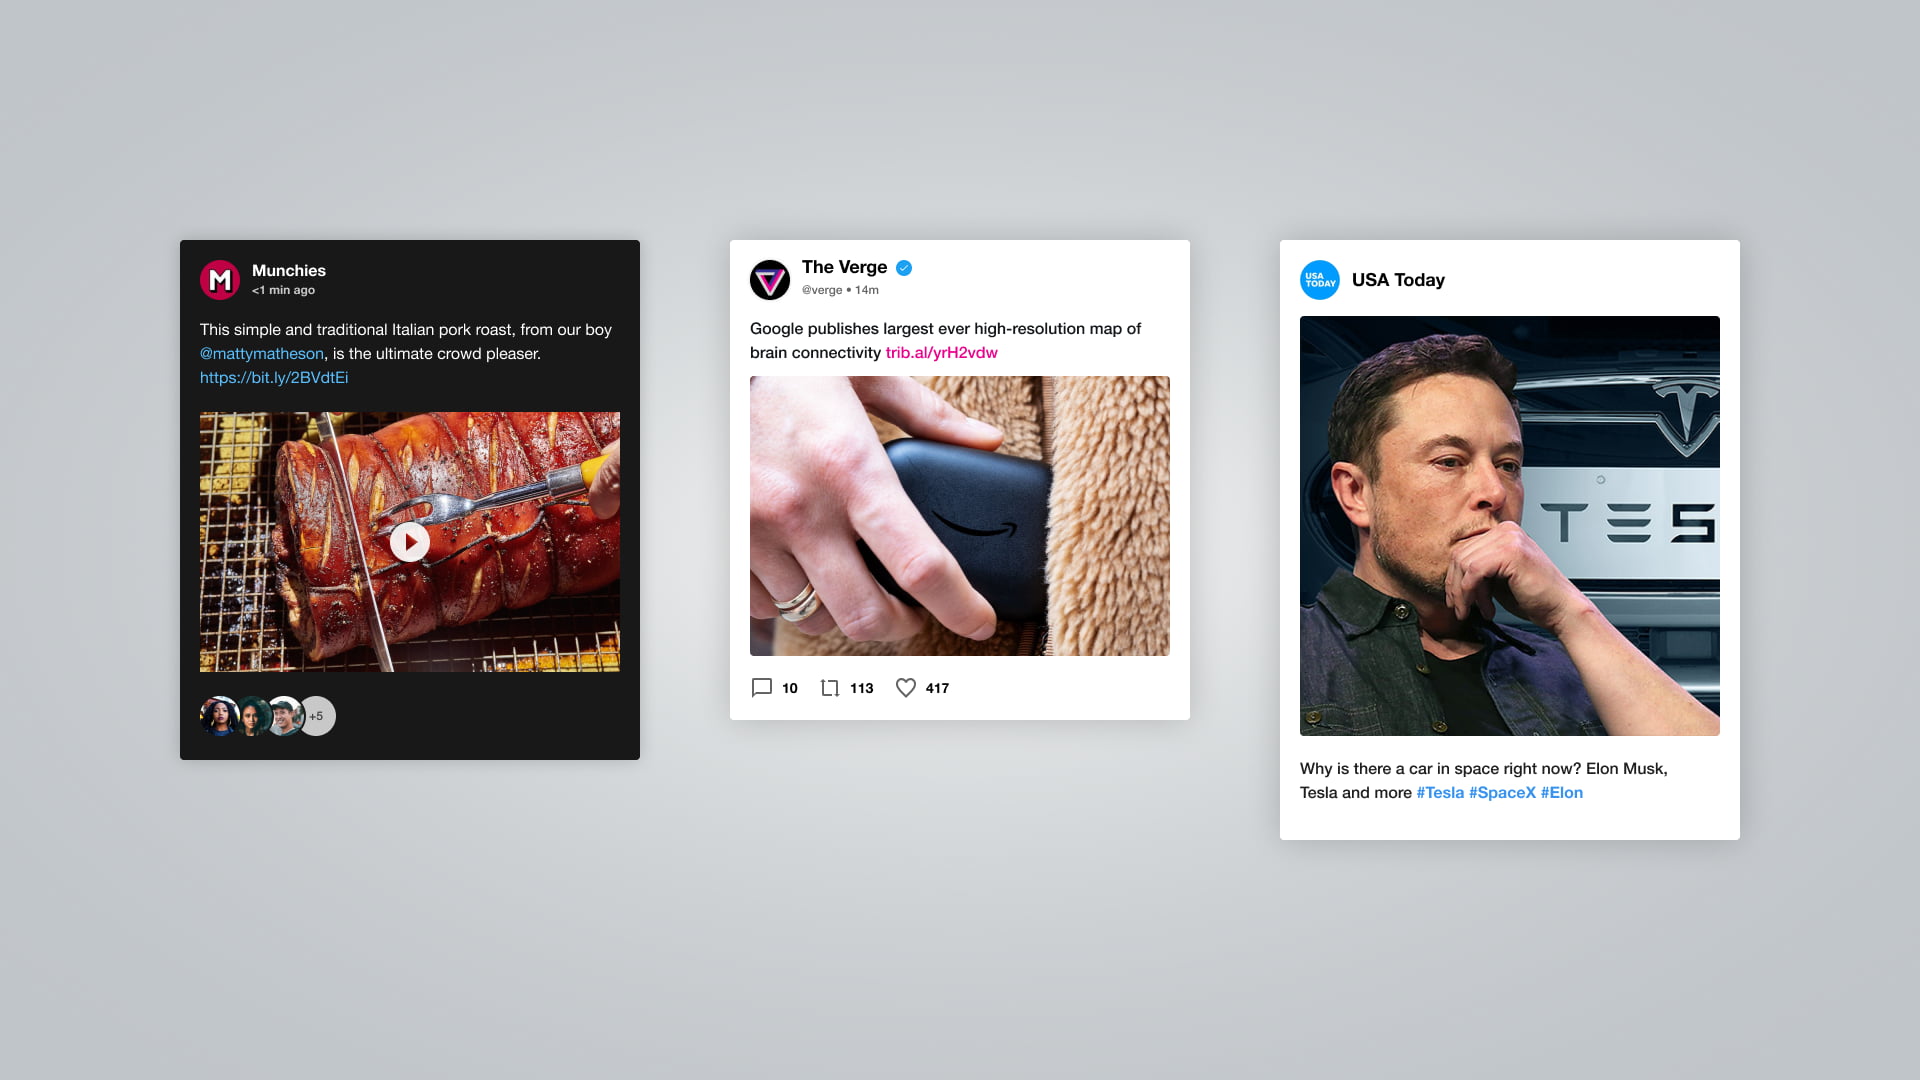 M
Munchies
<1 min ago
This simple and traditional Italian pork roast, from our boy
@mattymatheson, is the ultimate crowd pleaser.
https://bit.ly/2BVdtEi
+5
The Verge
@verge • 14m
Google publishes largest ever high-resolution map of
brain connectivity trib.al/yrH2vdw
10 113 417
USA
TODAY
USA Today
TES
Why is there a car in space right now? Elon Musk,
Tesla and more #Tesla #SpaceX #Elon